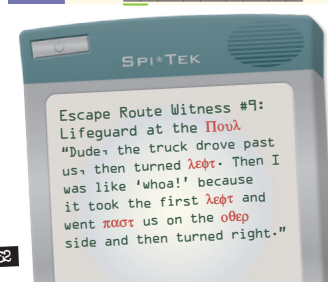 SPI*TEK
Escape Route Witness #9:
Lifeguard at the Πουλ
"Dude, the truck drove past
us, then turned λεφτ. Then I
was like 'whoa!' because
it took the first λεφτ and
went παστ us on the οθερ
side and then turned right."